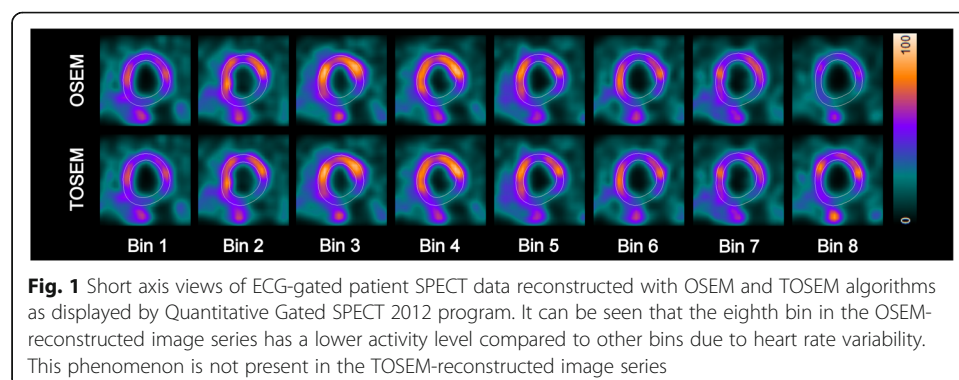 OSEM
100
TOSEM
0
Bin 1 Bin 2 Bin 3 Bin 4 Bin 5 Bin 6 Bin 7 Bin 8
Fig. 1 Short axis views of ECG-gated patient SPECT data reconstructed with OSEM and TOSEM algorithms
as displayed by Quantitative Gated SPECT 2012 program. It can be seen that the eighth bin in the OSEM-
reconstructed image series has a lower activity level compared to other bins due to heart rate variability.
This phenomenon is not present in the TOSEM-reconstructed image series